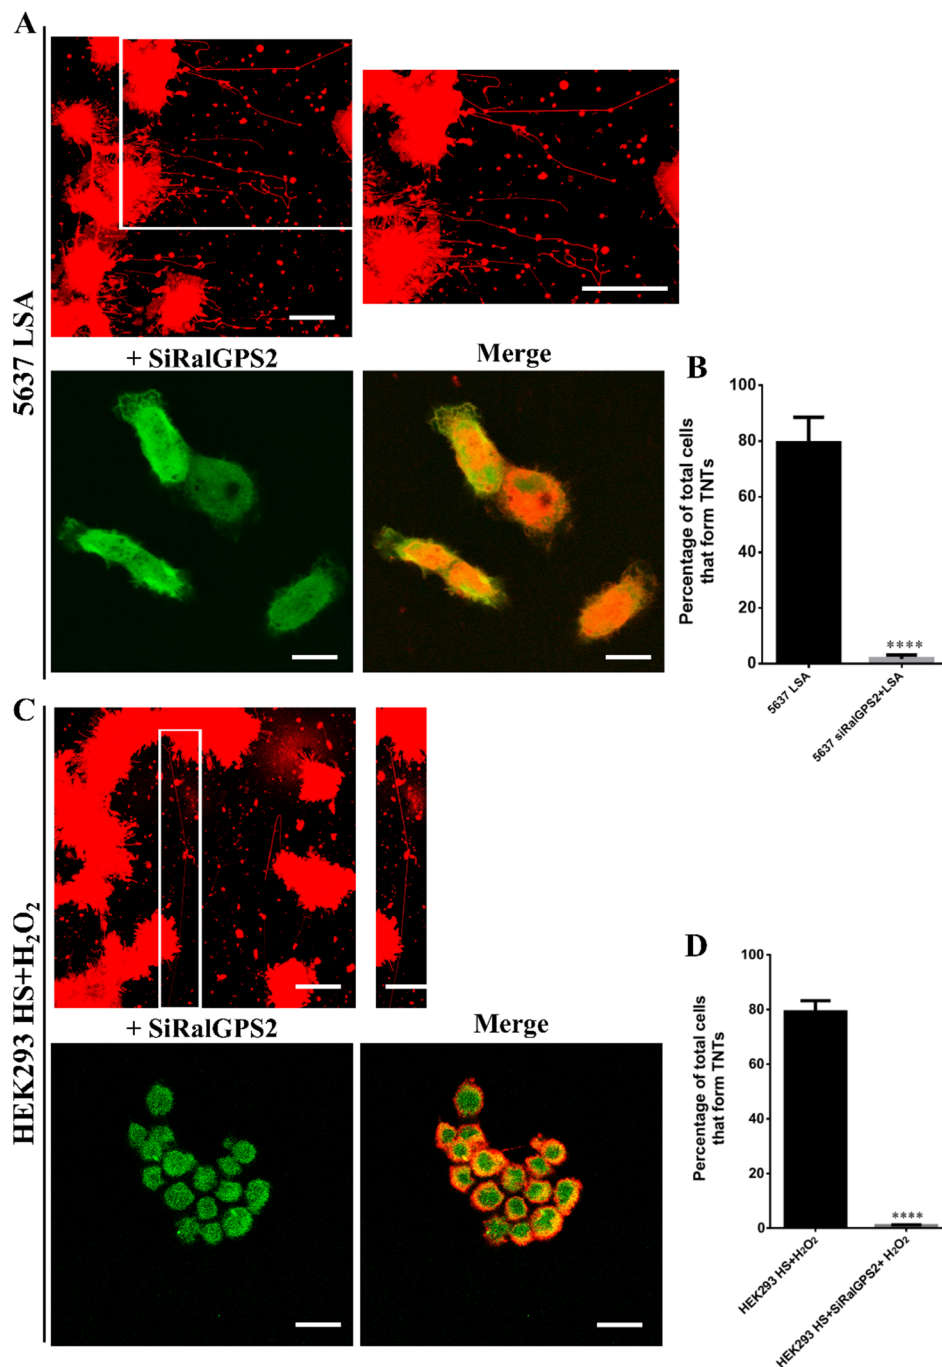 A
5637 LSA
+ SiRalGPS2
Merge
B
Percentage of total cells
that form TNTs
100
80
60
40
20
0
****
5637 LSA
5637 siRalGPS2+LSA
C
HEK293 HS+H₂O₂
+ SiRalGPS2
Merge
D
Percentage of total cells
that form TNTs
100
80
60
40
20
0
****
HEK293 HS+H₂O₂
HEK293 HS+SiRalGPS2+ H₂O₂